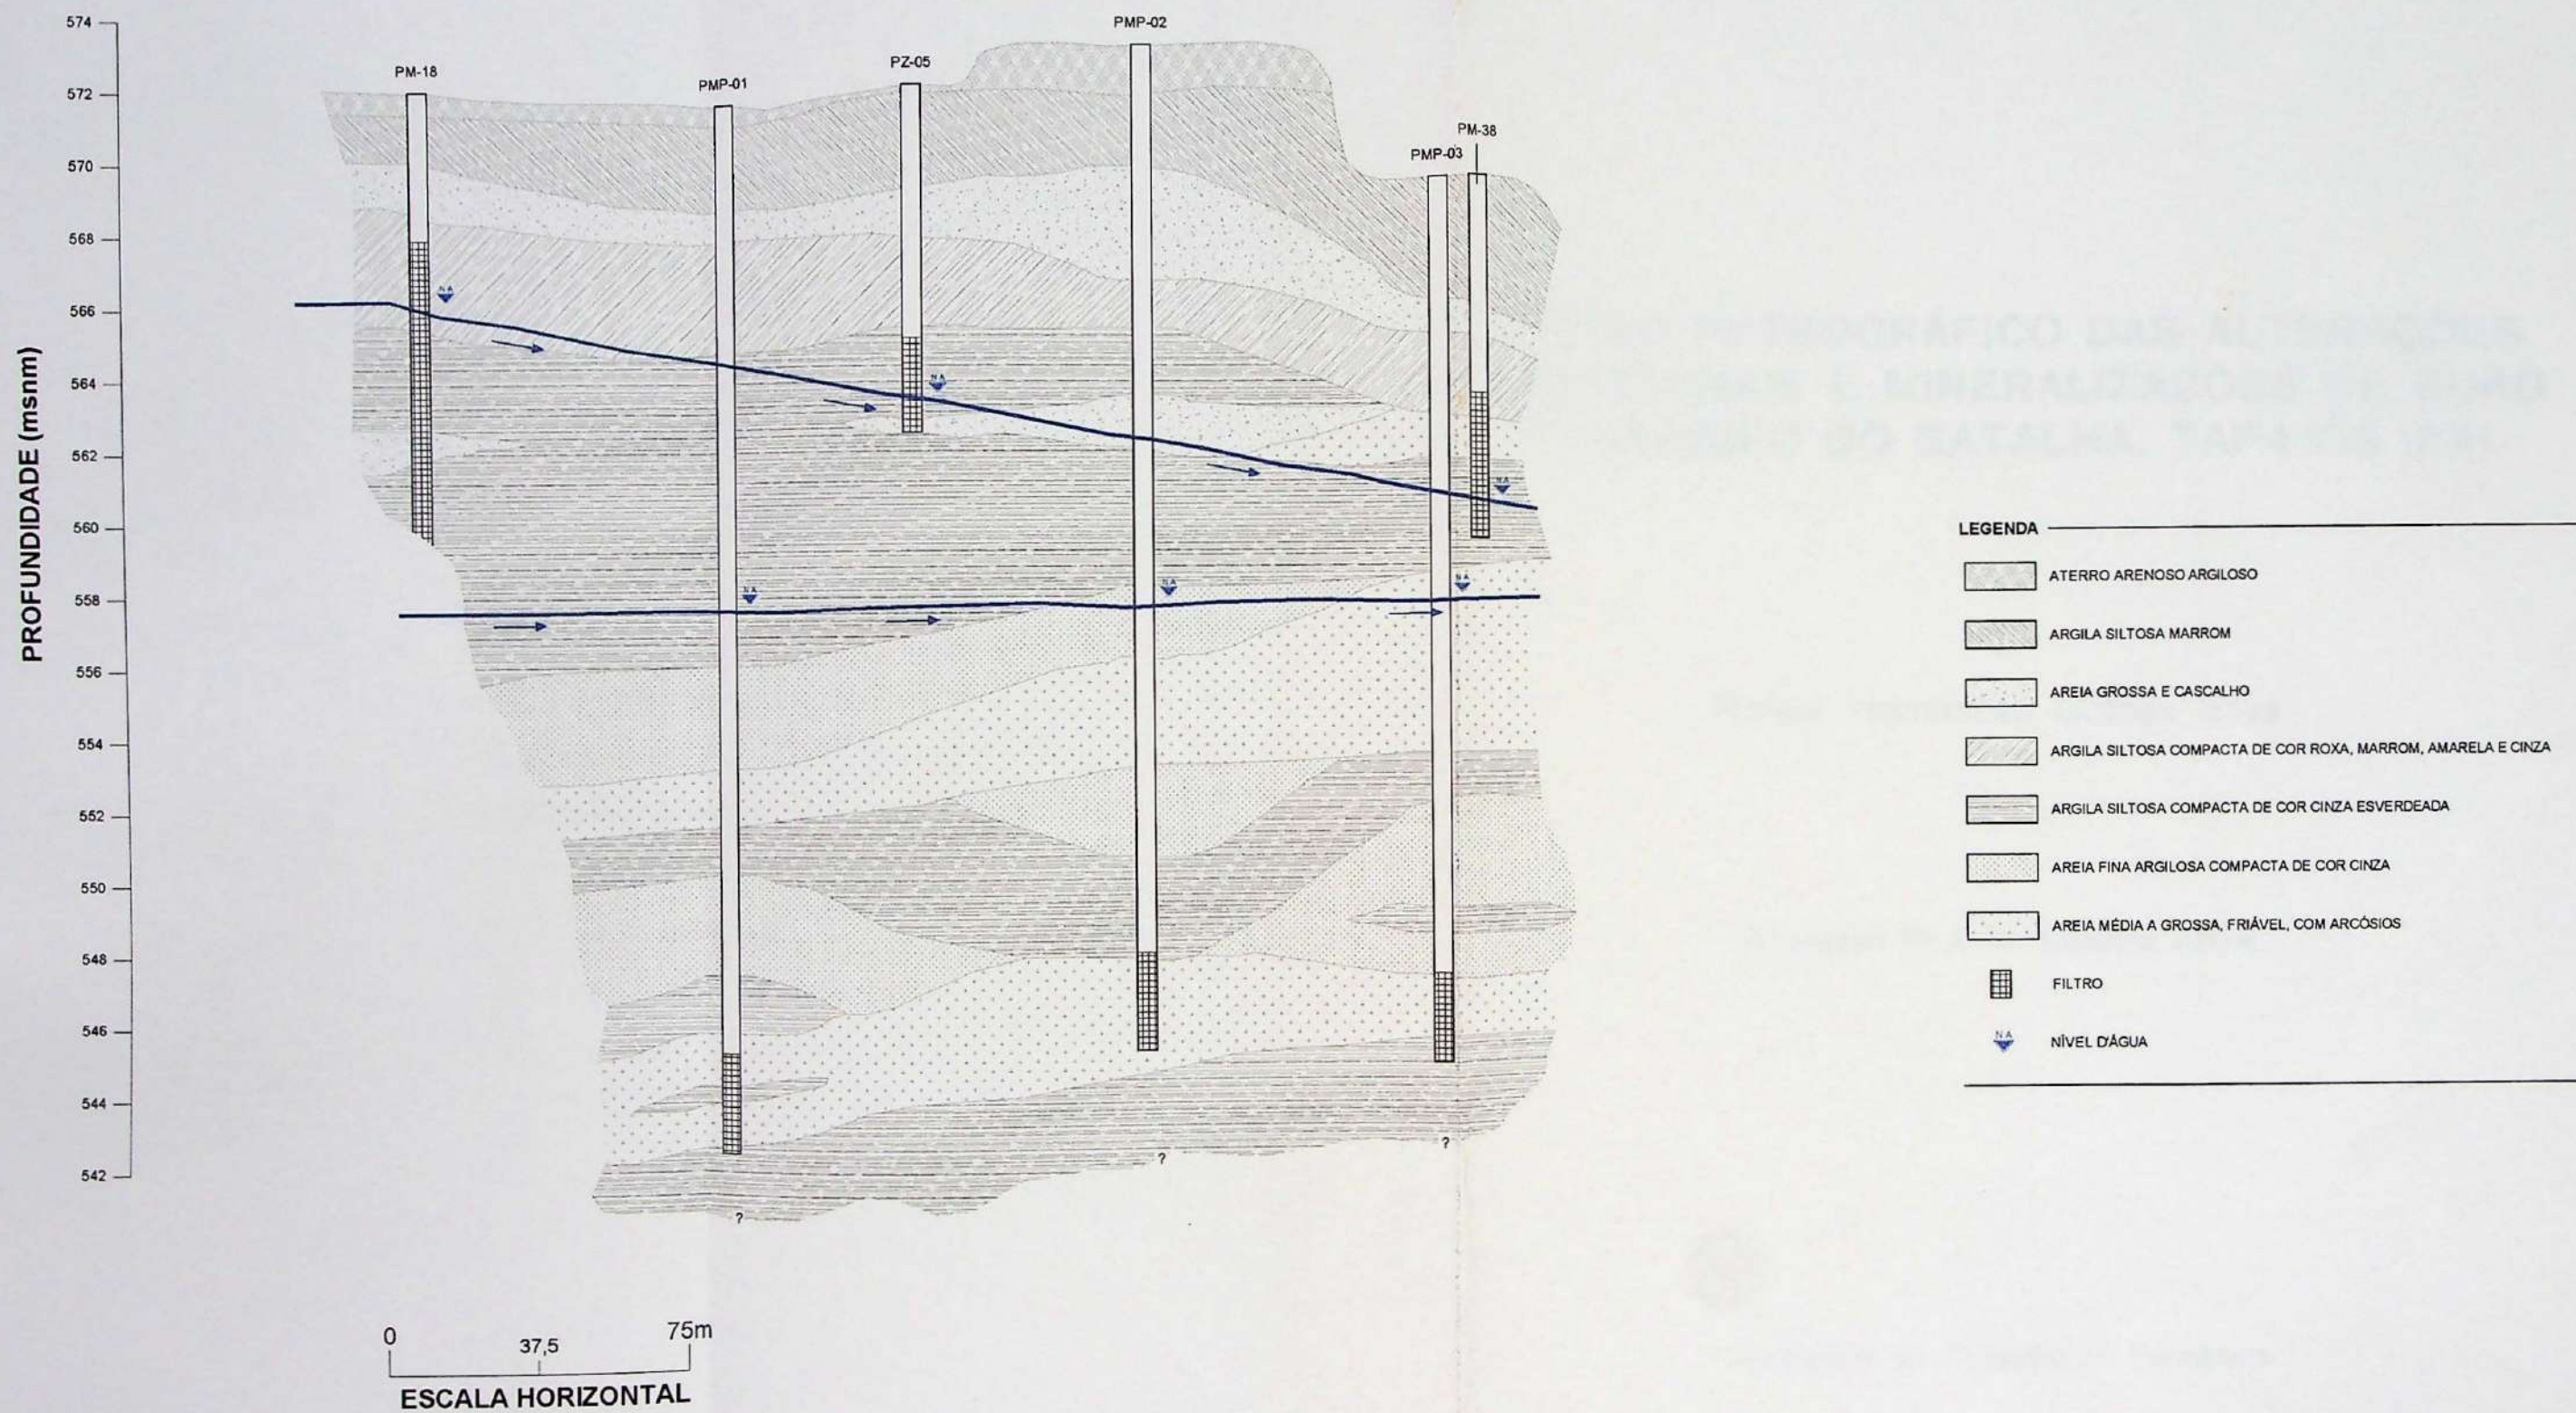 574
572
570
568
566
564
562
560
558
556
554
552
550
548
546
544
542
PROFUNDIDADE (msnm)
PM-18
PMP-01
PZ-05
PMP-02
PMP-03
PM-38
NA
NA
NA
NA
NA
NA
?
?
?
0
37,5
75m
ESCALA HORIZONTAL
LEGENDA
ATERRO ARENOSO ARGILOSO
ARGILA SILTOSA MARROM
AREIA GROSSA E CASCALHO
ARGILA SILTOSA COMPACTA DE COR ROXA, MARROM, AMARELA E CINZA
ARGILA SILTOSA COMPACTA DE COR CINZA ESVERDEADA
AREIA FINA ARGILOSA COMPACTA DE COR CINZA
AREIA MÉDIA A GROSSA, FRIÁVEL, COM ARCÓSIOS
FILTRO
NA
NÍVEL D'ÁGUA